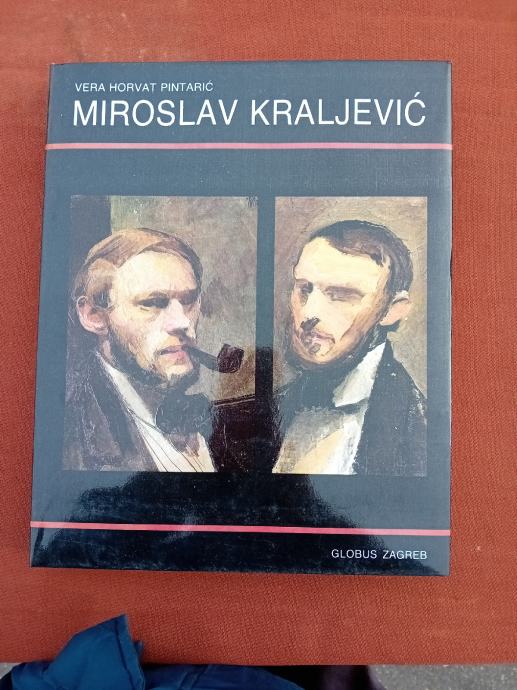 VERA HORVAT PINTARIĆ
MIROSLAV KRALJEVIĆ
GLOBUS ZAGREB